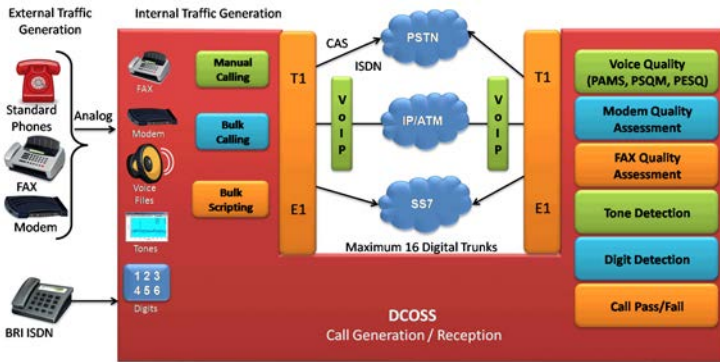 External Traffic
Generation
Internal Traffic Generation
Standard
Phones
FAX
Modem
Analog
BRI ISDN
FAX
Modem
Voice
Files
Tones
1 2 3
4 5 6
Digits
Manual
Calling
Bulk
Calling
Bulk
Scripting
T1
E1
CAS
ISDN
VoIP
PSTN
IP/ATM
SS7
VoIP
Maximum 16 Digital Trunks
T1
E1
Voice Quality
(PAMS, PSQM, PESQ)
Modem Quality
Assessment
FAX Quality
Assessment
Tone Detection
Digit Detection
Call Pass/Fail
DCOSS
Call Generation / Reception